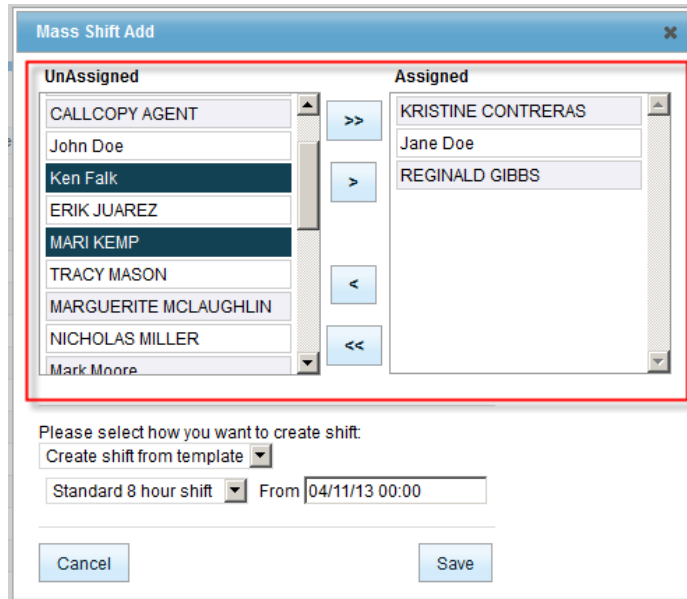 Mass Shift Add
UnAssigned
Assigned
CALLCOPY AGENT
John Doe
Ken Falk
ERIK JUAREZ
MARI KEMP
TRACY MASON
MARGUERITE MCLAUGHLIN
NICHOLAS MILLER
Mark Moore
>>
>
<
<<
KRISTINE CONTRERAS
Jane Doe
REGINALD GIBBS
Please select how you want to create shift:
Create shift from template
Standard 8 hour shift From 04/11/13 00:00
Cancel Save